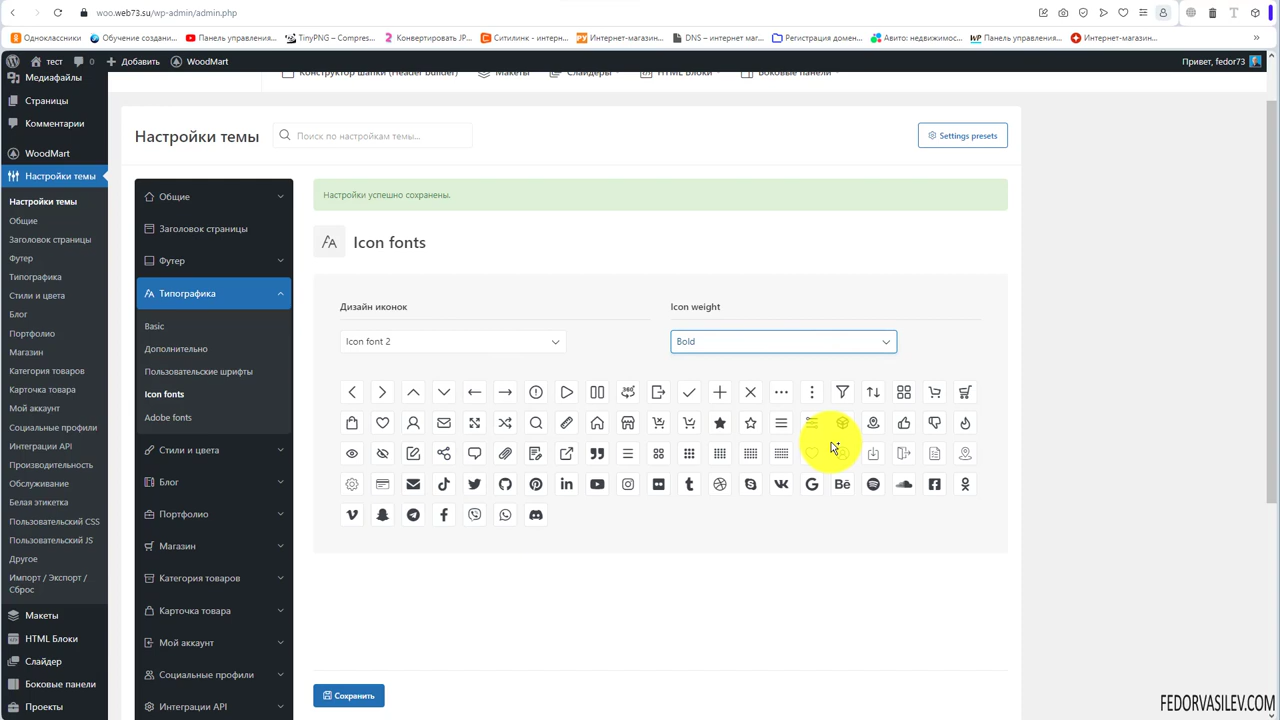 woo.web73.su/wp-admin/admin.php
Одноклассники
Обучение создани...
Панель управления...
TinyPNG – Compres...
Конвертировать JP...
Ситилинк - интерн...
Интернет-магазин...
DNS – интернет маг...
Регистрация домен...
Авито: недвижимос...
Панель управления...
Интернет-магазин...
тест
0
Добавить
WoodMart
Привет, fedor73
Медиафайлы
Страницы
Комментарии
WoodMart
Настройки темы
Настройки темы
Общие
Заголовок страницы
Футер
Типографика
Стили и цвета
Блог
Портфолио
Магазин
Категория товаров
Карточка товара
Мой аккаунт
Социальные профили
Интеграции API
Производительность
Обслуживание
Белая этикетка
Пользовательский CSS
Пользовательский JS
Другое
Импорт / Экспорт /
Сброс
Макеты
HTML Блоки
Слайдер
Боковые панели
Проекты
Конструктор шапки (Header builder)
Макеты
Слайдеры
HTML Блоки
Боковые панели
Настройки темы
Поиск по настройкам темы...
Settings presets
Общие
Заголовок страницы
Футер
Типографика
Basic
Дополнительно
Пользовательские шрифты
Icon fonts
Adobe fonts
Стили и цвета
Блог
Портфолио
Магазин
Категория товаров
Карточка товара
Мой аккаунт
Социальные профили
Интеграции API
Настройки успешно сохранены.
Icon fonts
Дизайн иконок
Icon font 2
Icon weight
Bold
Сохранить
FEDORVASILEV.COM